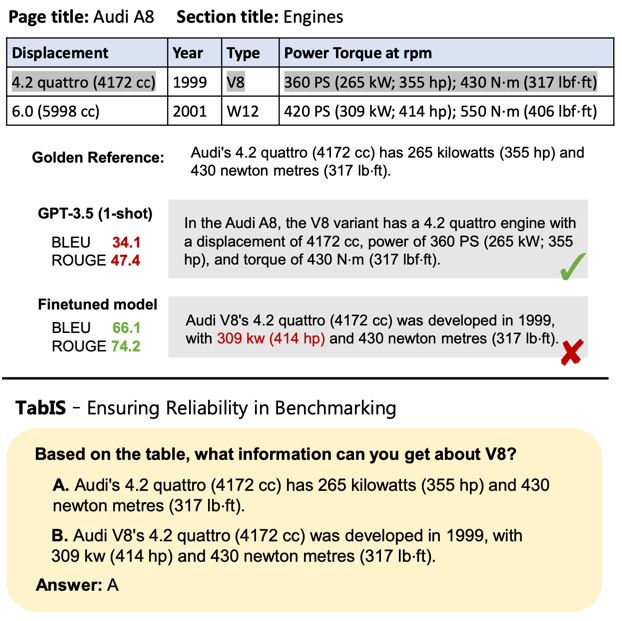 Page title: Audi A8 Section title: Engines
Displacement Year Type Power Torque at rpm
4.2 quattro (4172 cc) 1999 V8 360 PS (265 kW; 355 hp); 430 N·m (317 lbf·ft)
6.0 (5998 cc) 2001 W12 420 PS (309 kW; 414 hp); 550 N·m (406 lbf·ft)
Golden Reference: Audi's 4.2 quattro (4172 cc) has 265 kilowatts (355 hp) and
430 newton metres (317 lb·ft).
GPT-3.5 (1-shot)
BLEU 34.1
ROUGE 47.4
In the Audi A8, the V8 variant has a 4.2 quattro engine with
a displacement of 4172 cc, power of 360 PS (265 kW; 355
hp), and torque of 430 N·m (317 lbf·ft).
Finetuned model
BLEU 66.1
ROUGE 74.2
Audi V8's 4.2 quattro (4172 cc) was developed in 1999,
with 309 kw (414 hp) and 430 newton metres (317 lb·ft).
TabIS - Ensuring Reliability in Benchmarking
Based on the table, what information can you get about V8?
A. Audi's 4.2 quattro (4172 cc) has 265 kilowatts (355 hp) and 430
newton metres (317 lb·ft).
B. Audi V8's 4.2 quattro (4172 cc) was developed in 1999, with
309 kw (414 hp) and 430 newton metres (317 lb·ft).
Answer: A